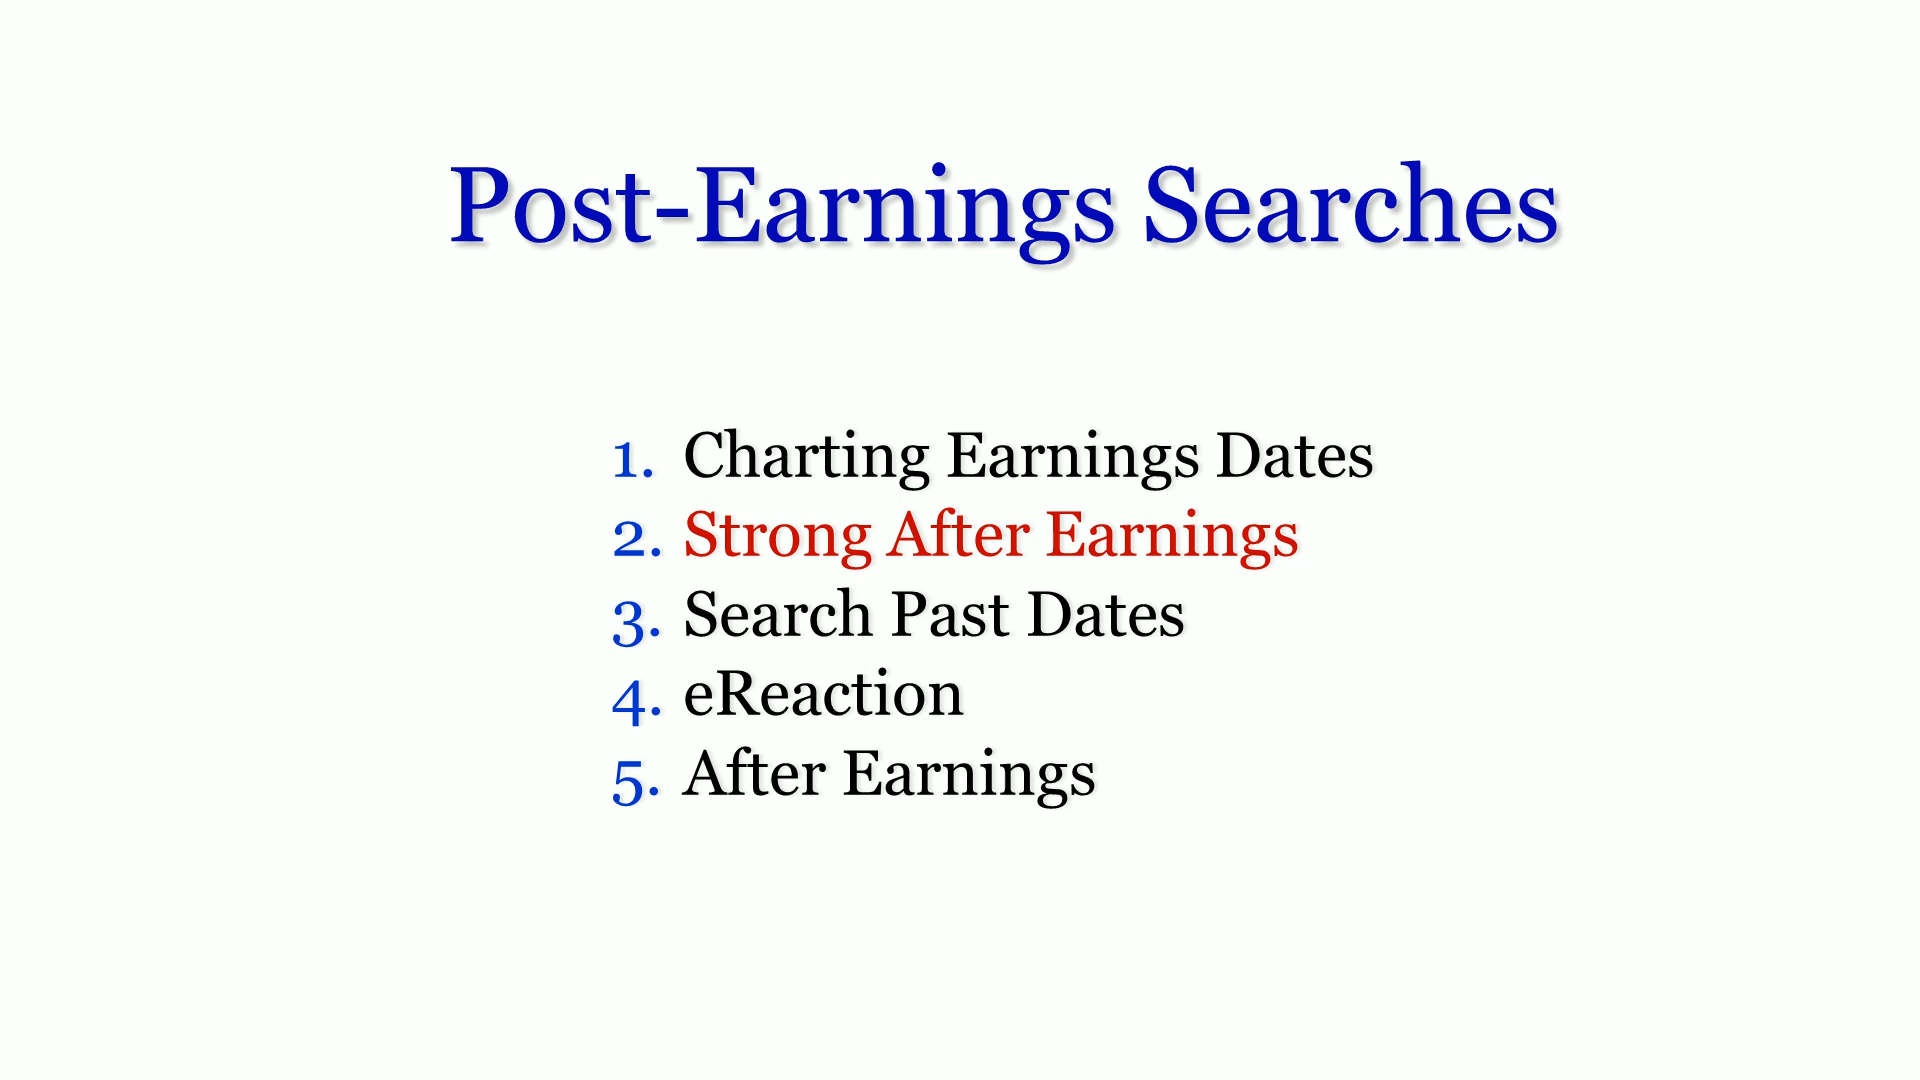 Post-Earnings Searches
1. Charting Earnings Dates
2. Strong After Earnings
3. Search Past Dates
4. eReaction
5. After Earnings